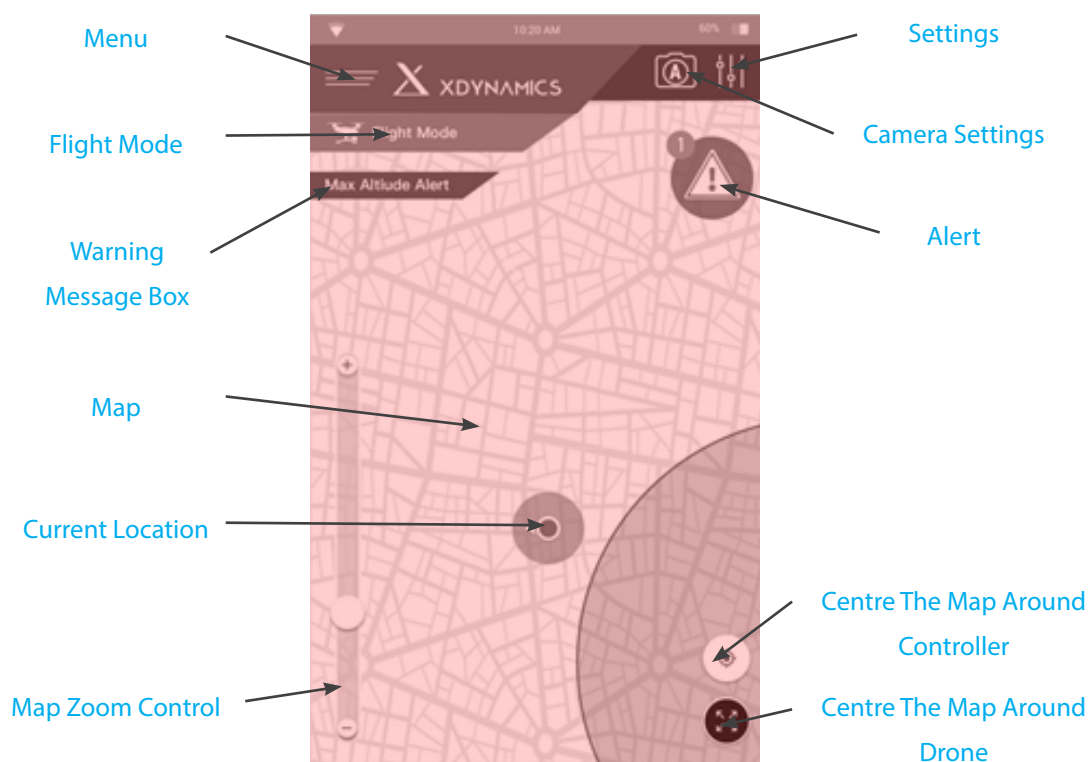 10:20 AM
60%
Menu
Settings
A
XDYNAMICS
Flight Mode
Flight Mode
Camera Settings
1
Max Altiude Alert
Alert
Warning
Message Box
Map
Current Location
Centre The Map Around
Controller
Map Zoom Control
Centre The Map Around
Drone